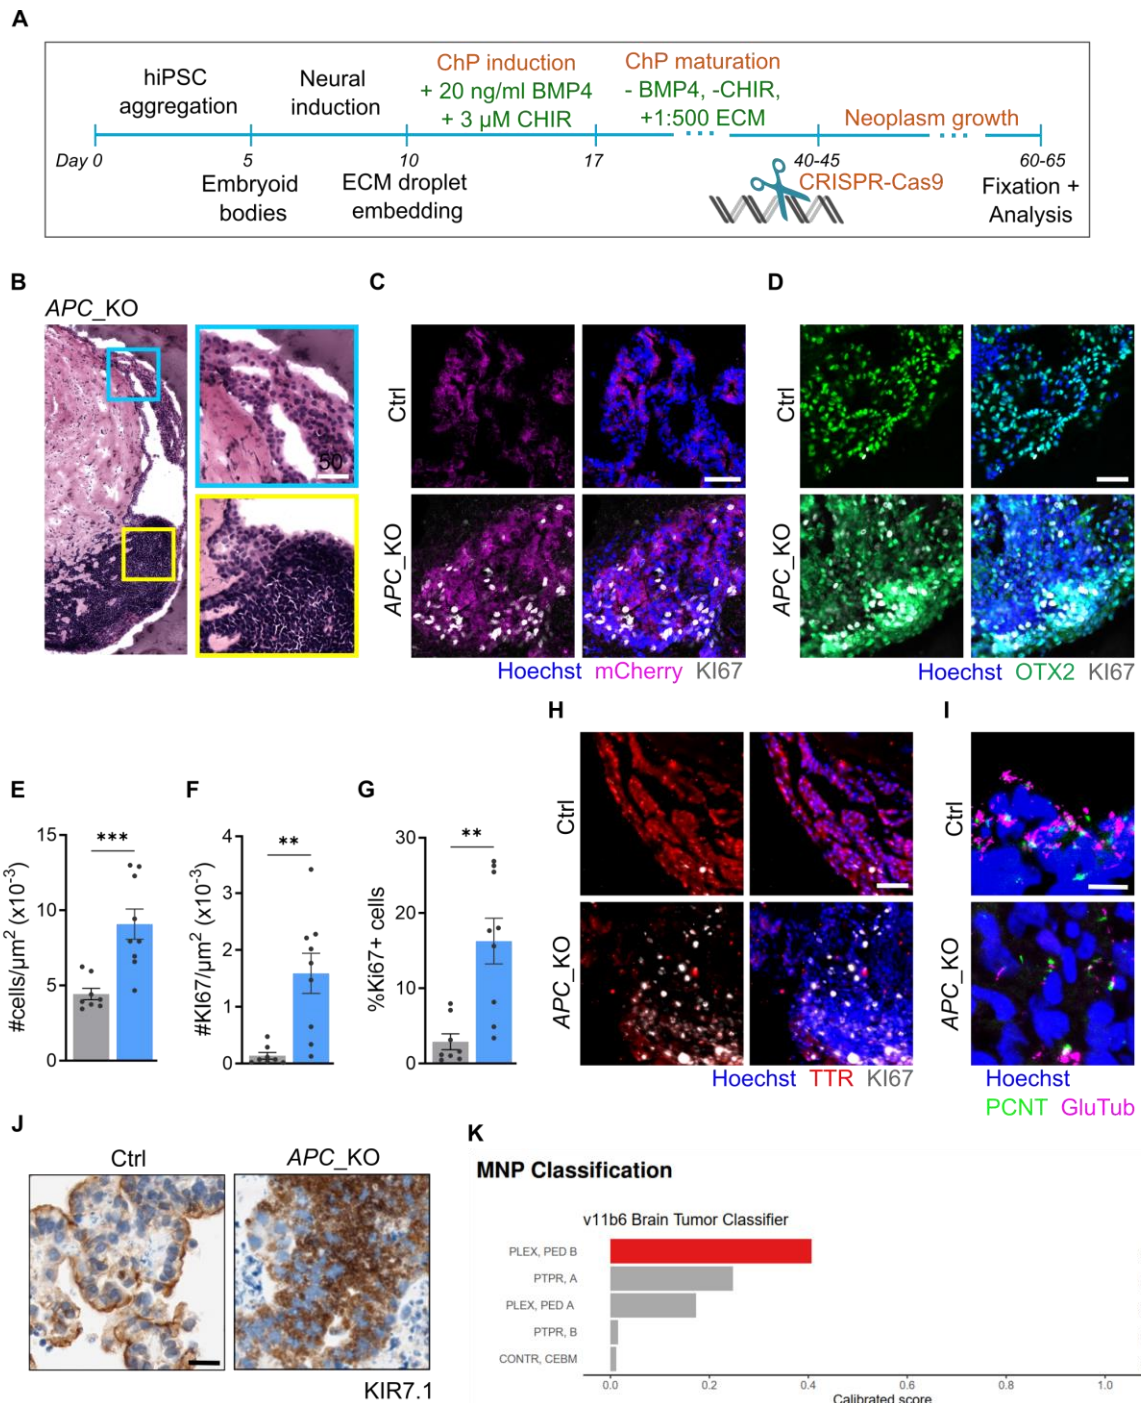 A
hiPSC
aggregation
Neural
induction
ChP induction
+ 20 ng/ml BMP4
+ 3 µM CHIR
ChP maturation
- BMP4, -CHIR,
+1:500 ECM
Neoplasm growth
Day 0
5
10
17
40-45
60-65
Embryoid
bodies
ECM droplet
embedding
CRISPR-Cas9
Fixation +
Analysis
B
APC_KO
50
C
Ctrl
APC_KO
Hoechst mCherry KI67
D
Ctrl
APC_KO
Hoechst OTX2 KI67
E
#cells/µm² (x10⁻³)
15
10
5
0
***
F
#KI67/µm² (x10⁻³)
4
3
2
1
0
**
G
%KI67+ cells
30
20
10
0
**
H
Ctrl
APC_KO
Hoechst TTR KI67
I
Ctrl
APC_KO
Hoechst
PCNT GluTub
J
Ctrl
APC_KO
KIR7.1
K
MNP Classification
v11b6 Brain Tumor Classifier
PLEX, PED B
PTPR, A
PLEX, PED A
PTPR, B
CONTR, CEBM
0.0
0.2
0.4
0.6
0.8
1.0
Calibrated score